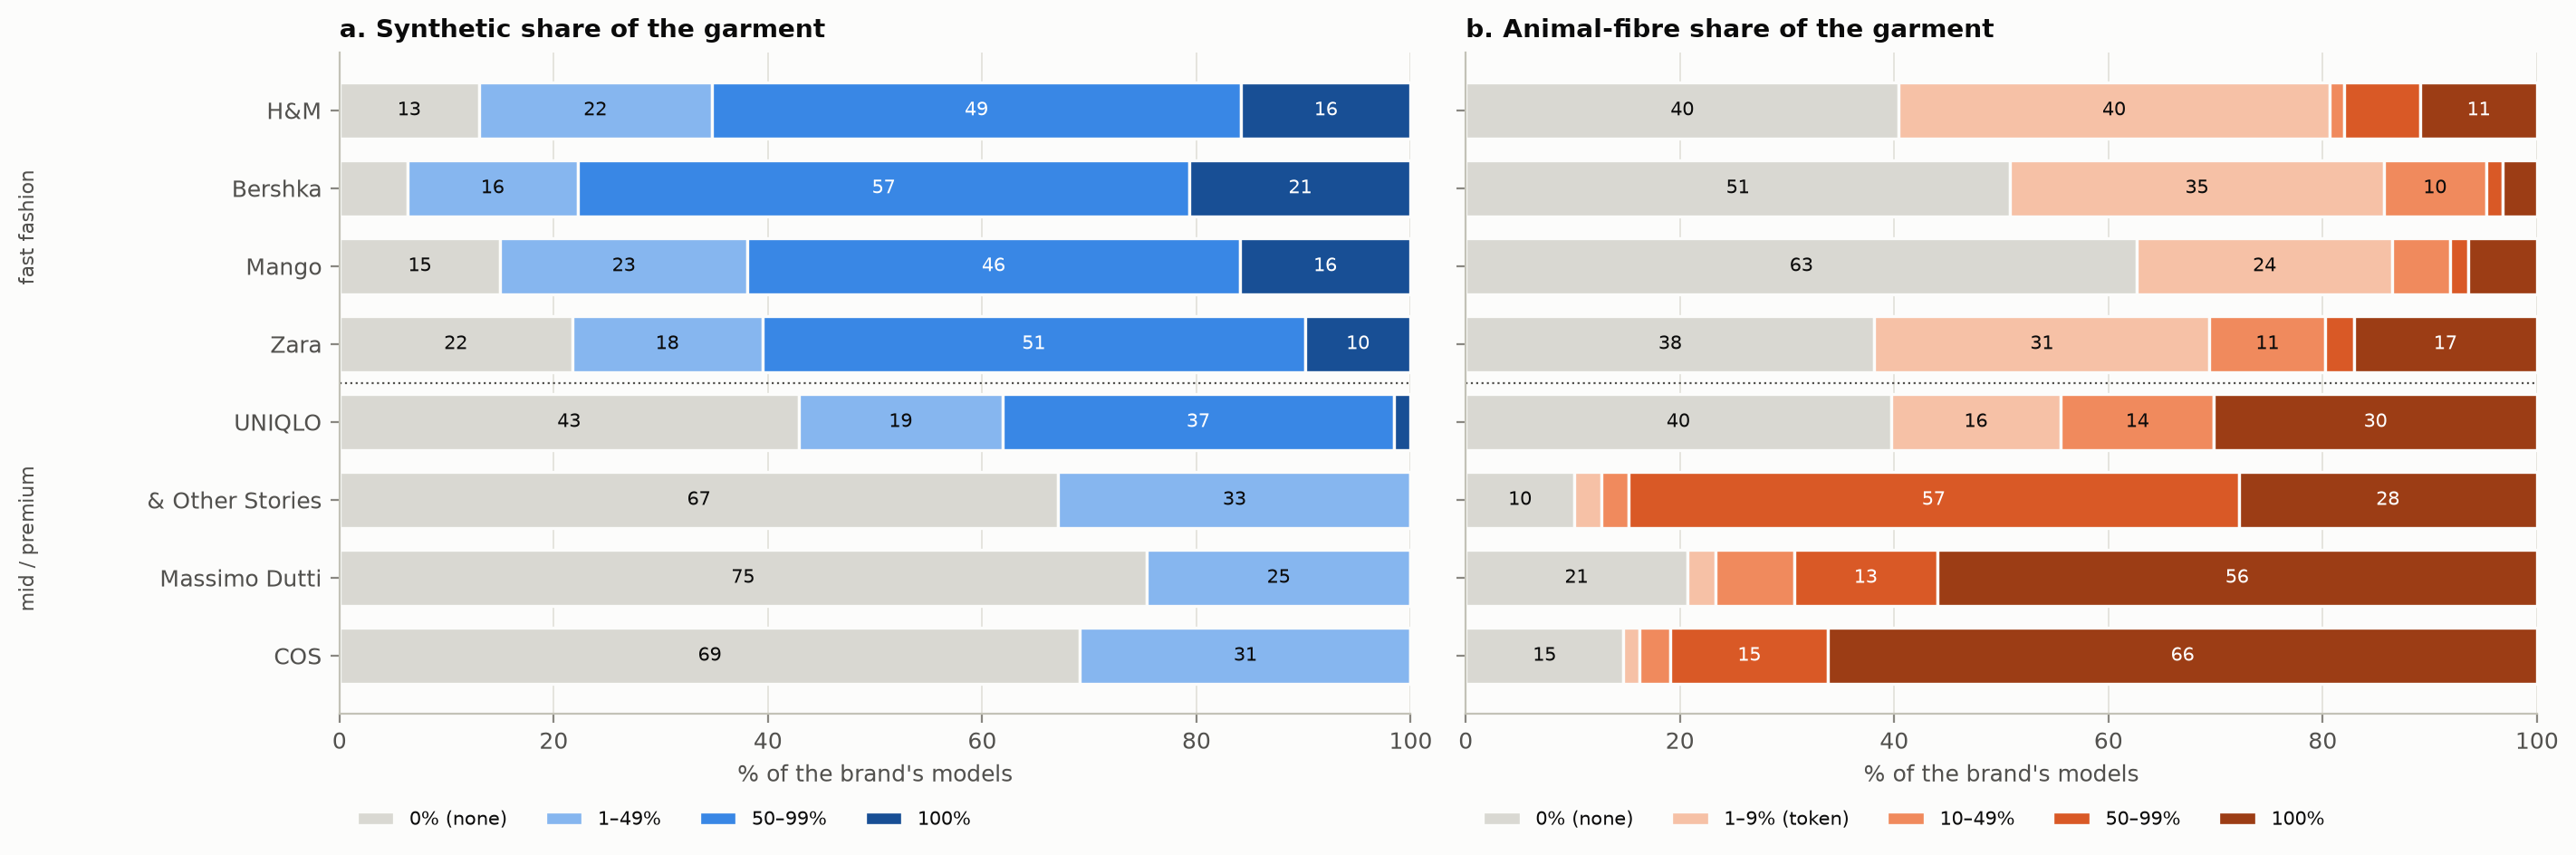 a. Synthetic share of the garment
b. Animal-fibre share of the garment
fast fashion
mid / premium
H&M 13 22 49 16 40 40 11
Bershka 16 57 21 51 35 10
Mango 15 23 46 16 63 24
Zara 22 18 51 10 38 31 11 17
UNIQLO 43 19 37 40 16 14 30
& Other Stories 67 33 10 57 28
Massimo Dutti 75 25 21 13 56
COS 69 31 15 15 66
0 20 40 60 80 100 0 20 40 60 80 100
% of the brand's models
% of the brand's models
0% (none) 1–49% 50–99% 100%
0% (none) 1–9% (token) 10–49% 50–99% 100%